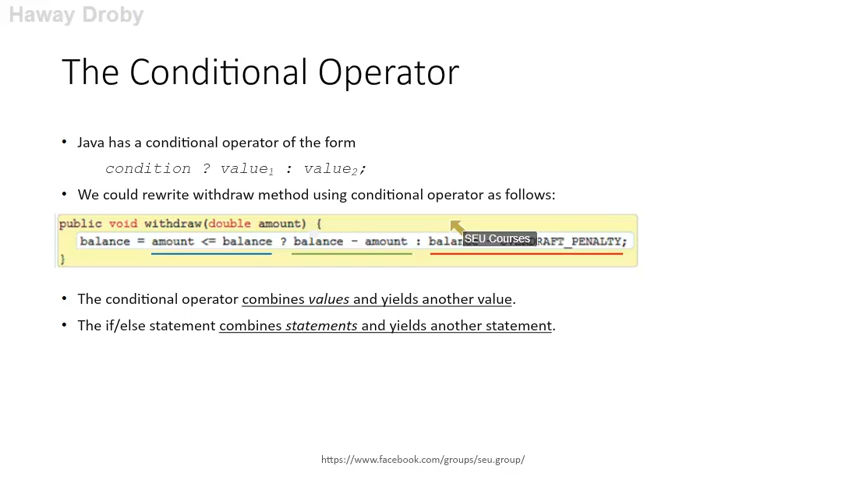 Haway Droby
The Conditional Operator
• Java has a conditional operator of the form
condition ? value₁ : value₂;
• We could rewrite withdraw method using conditional operator as follows:
public void withdraw(double amount) {
balance = amount <= balance ? balance - amount : balan RAFT_PENALTY;
SEU Courses
}
• The conditional operator combines values and yields another value.
• The if/else statement combines statements and yields another statement.
https://www.facebook.com/groups/seu.group/